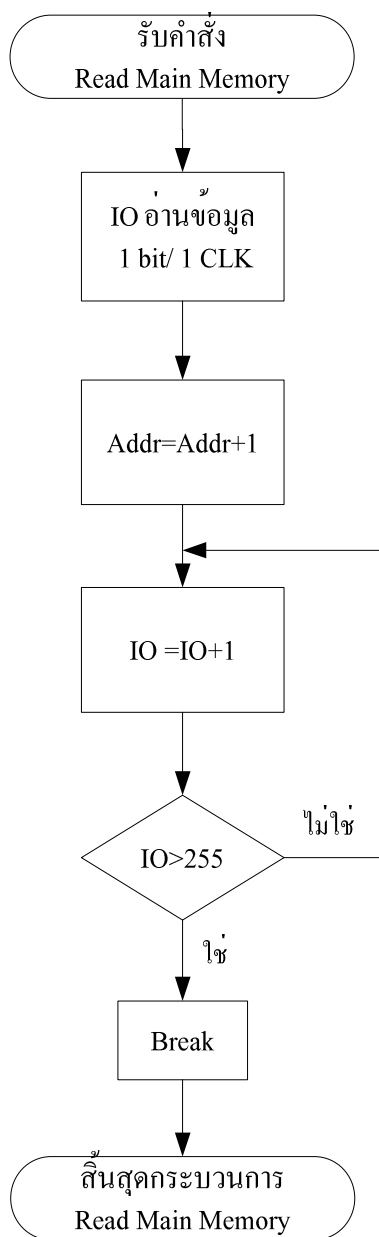 รับคำสั่ง
Read Main Memory
IO อ่านข้อมูล
1 bit/ 1 CLK
Addr=Addr+1
IO =IO+1
IO>255
ไม่ใช่
ใช่
Break
สิ้นสุดกระบวนการ
Read Main Memory